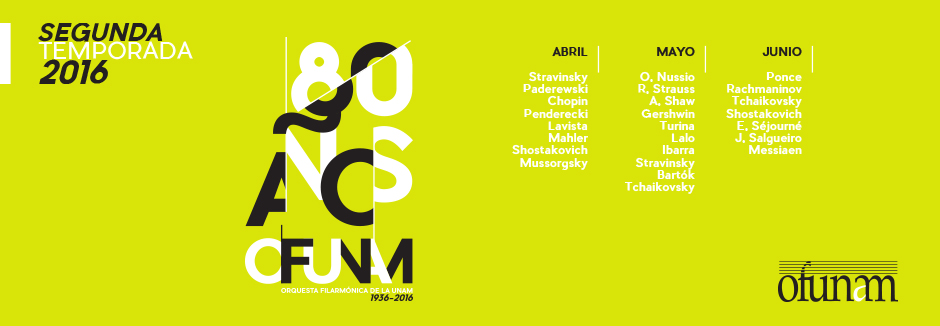 SEGUNDA
TEMPORADA
2016
80
AÑOS
OFUNAM
ORQUESTA FILARMÓNICA DE LA UNAM
1936-2016
ABRIL
Stravinsky
Paderewski
Chopin
Penderecki
Lavista
Mahler
Shostakovich
Mussorgsky
MAYO
O, Nussio
R, Strauss
A, Shaw
Gershwin
Turina
Lalo
Ibarra
Stravinsky
Bartók
Tchaikovsky
JUNIO
Ponce
Rachmaninov
Tchaikovsky
Shostakovich
E, Séjourné
J, Salgueiro
Messiaen
ofunam